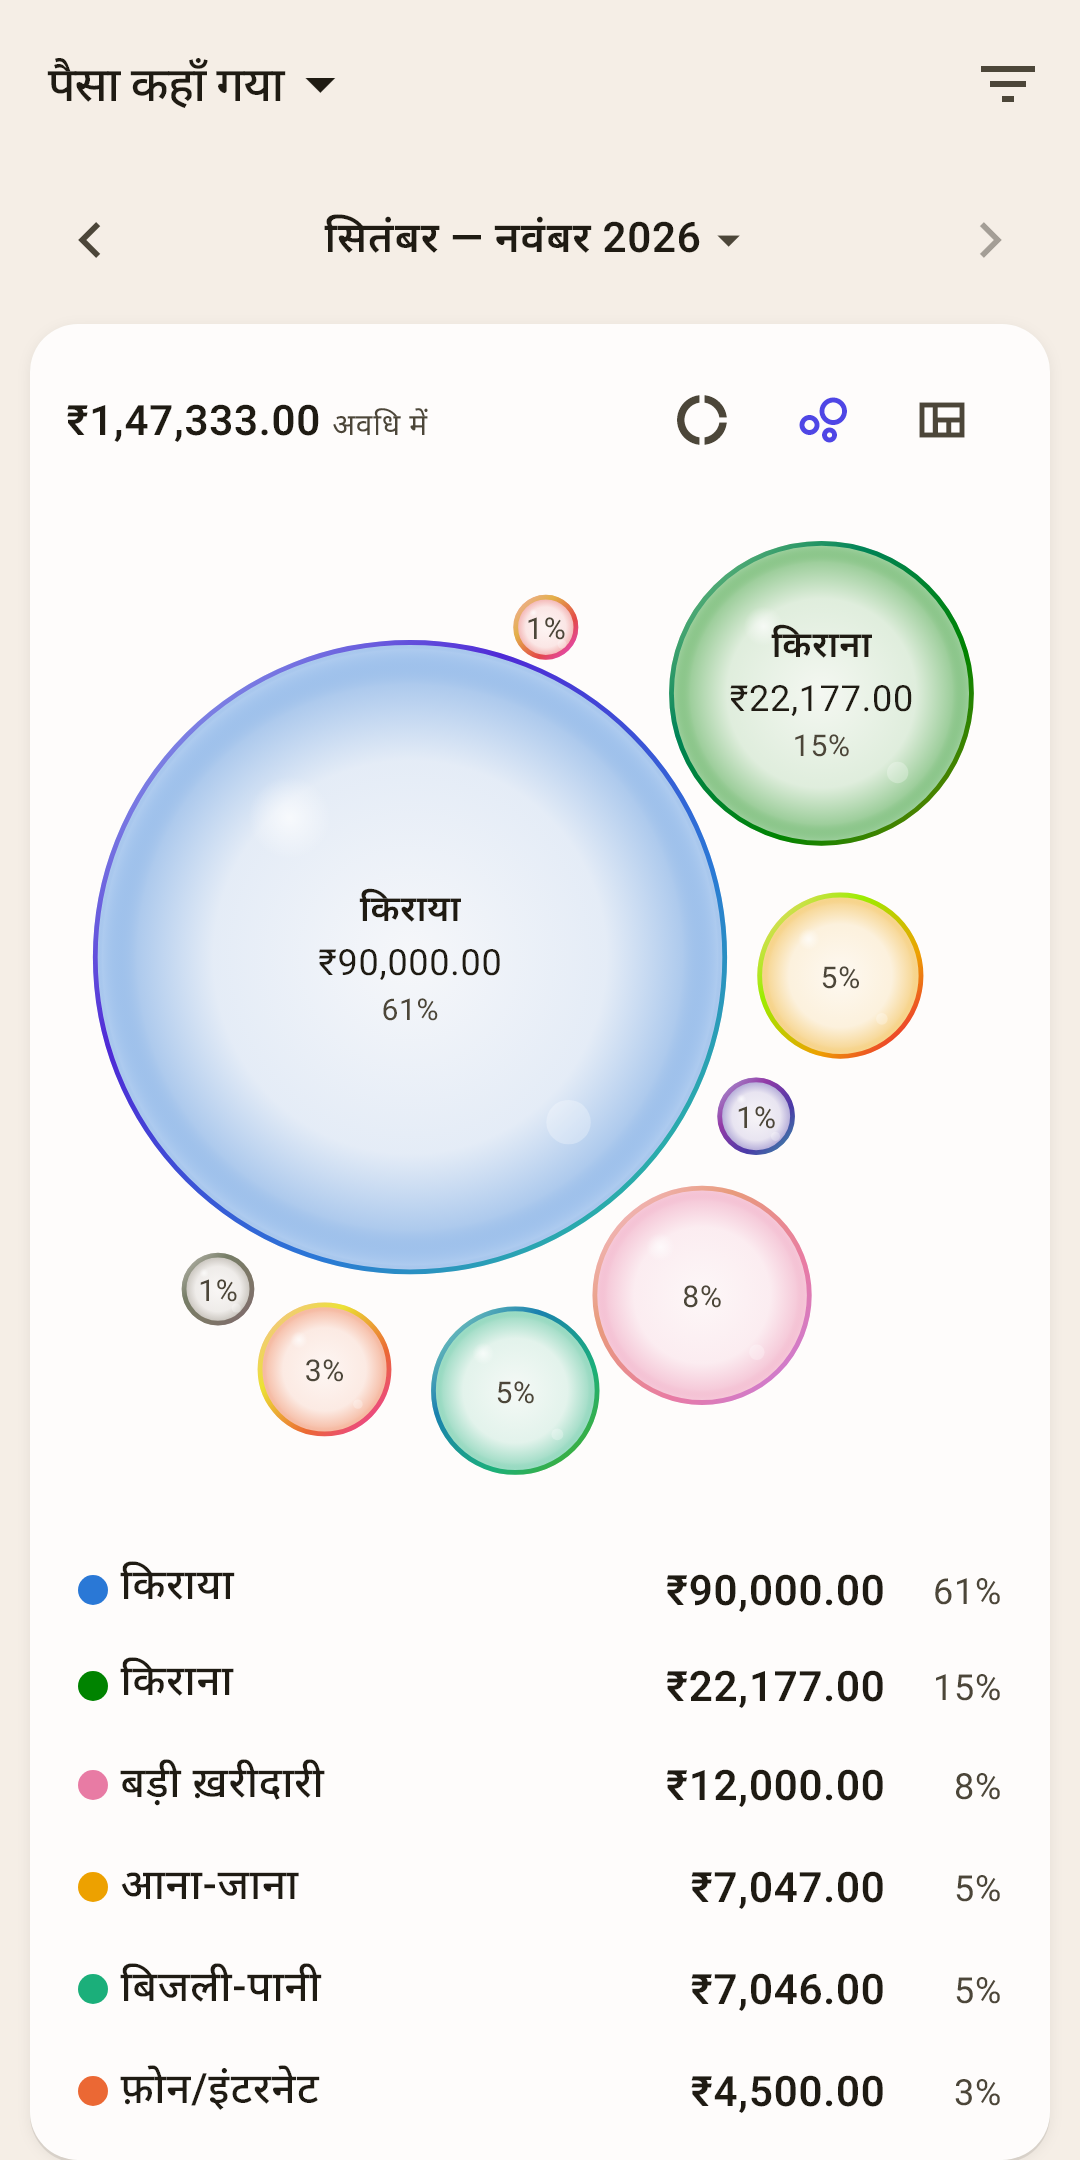 पैसा कहाँ गया
सितंबर — नवंबर 2026
₹1,47,333.00 अवधि में
1%
किराना
₹22,177.00
15%
किराया
₹90,000.00
61%
5%
1%
8%
1%
3%
5%
किराया ₹90,000.00 61%
किराना ₹22,177.00 15%
बड़ी ख़रीदारी ₹12,000.00 8%
आना-जाना ₹7,047.00 5%
बिजली-पानी ₹7,046.00 5%
फ़ोन/इंटरनेट ₹4,500.00 3%